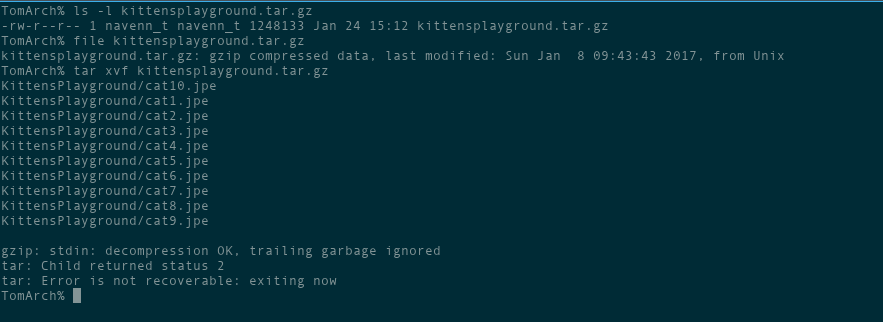 TomArch% ls -l kittensplayground.tar.gz
-rw-r--r-- 1 navenn_t navenn_t 1248133 Jan 24 15:12 kittensplayground.tar.gz
TomArch% file kittensplayground.tar.gz
kittensplayground.tar.gz: gzip compressed data, last modified: Sun Jan  8 09:43:43 2017, from Unix
TomArch% tar xvf kittensplayground.tar.gz
KittensPlayground/cat10.jpe
KittensPlayground/cat1.jpe
KittensPlayground/cat2.jpe
KittensPlayground/cat3.jpe
KittensPlayground/cat4.jpe
KittensPlayground/cat5.jpe
KittensPlayground/cat6.jpe
KittensPlayground/cat7.jpe
KittensPlayground/cat8.jpe
KittensPlayground/cat9.jpe
gzip: stdin: decompression OK, trailing garbage ignored
tar: Child returned status 2
tar: Error is not recoverable: exiting now
TomArch%